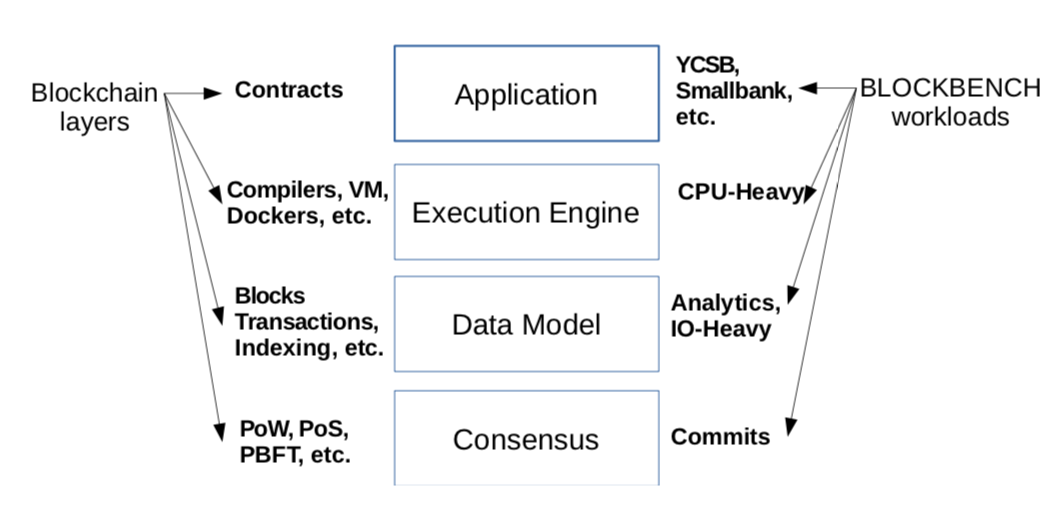 Blockchain
layers
Contracts
Application
YCSB,
Smallbank,
etc.
BLOCKBENCH
workloads
Compilers, VM,
Dockers, etc.
Execution Engine
CPU-Heavy
Blocks
Transactions,
Indexing, etc.
Data Model
Analytics,
IO-Heavy
PoW, PoS,
PBFT, etc.
Consensus
Commits